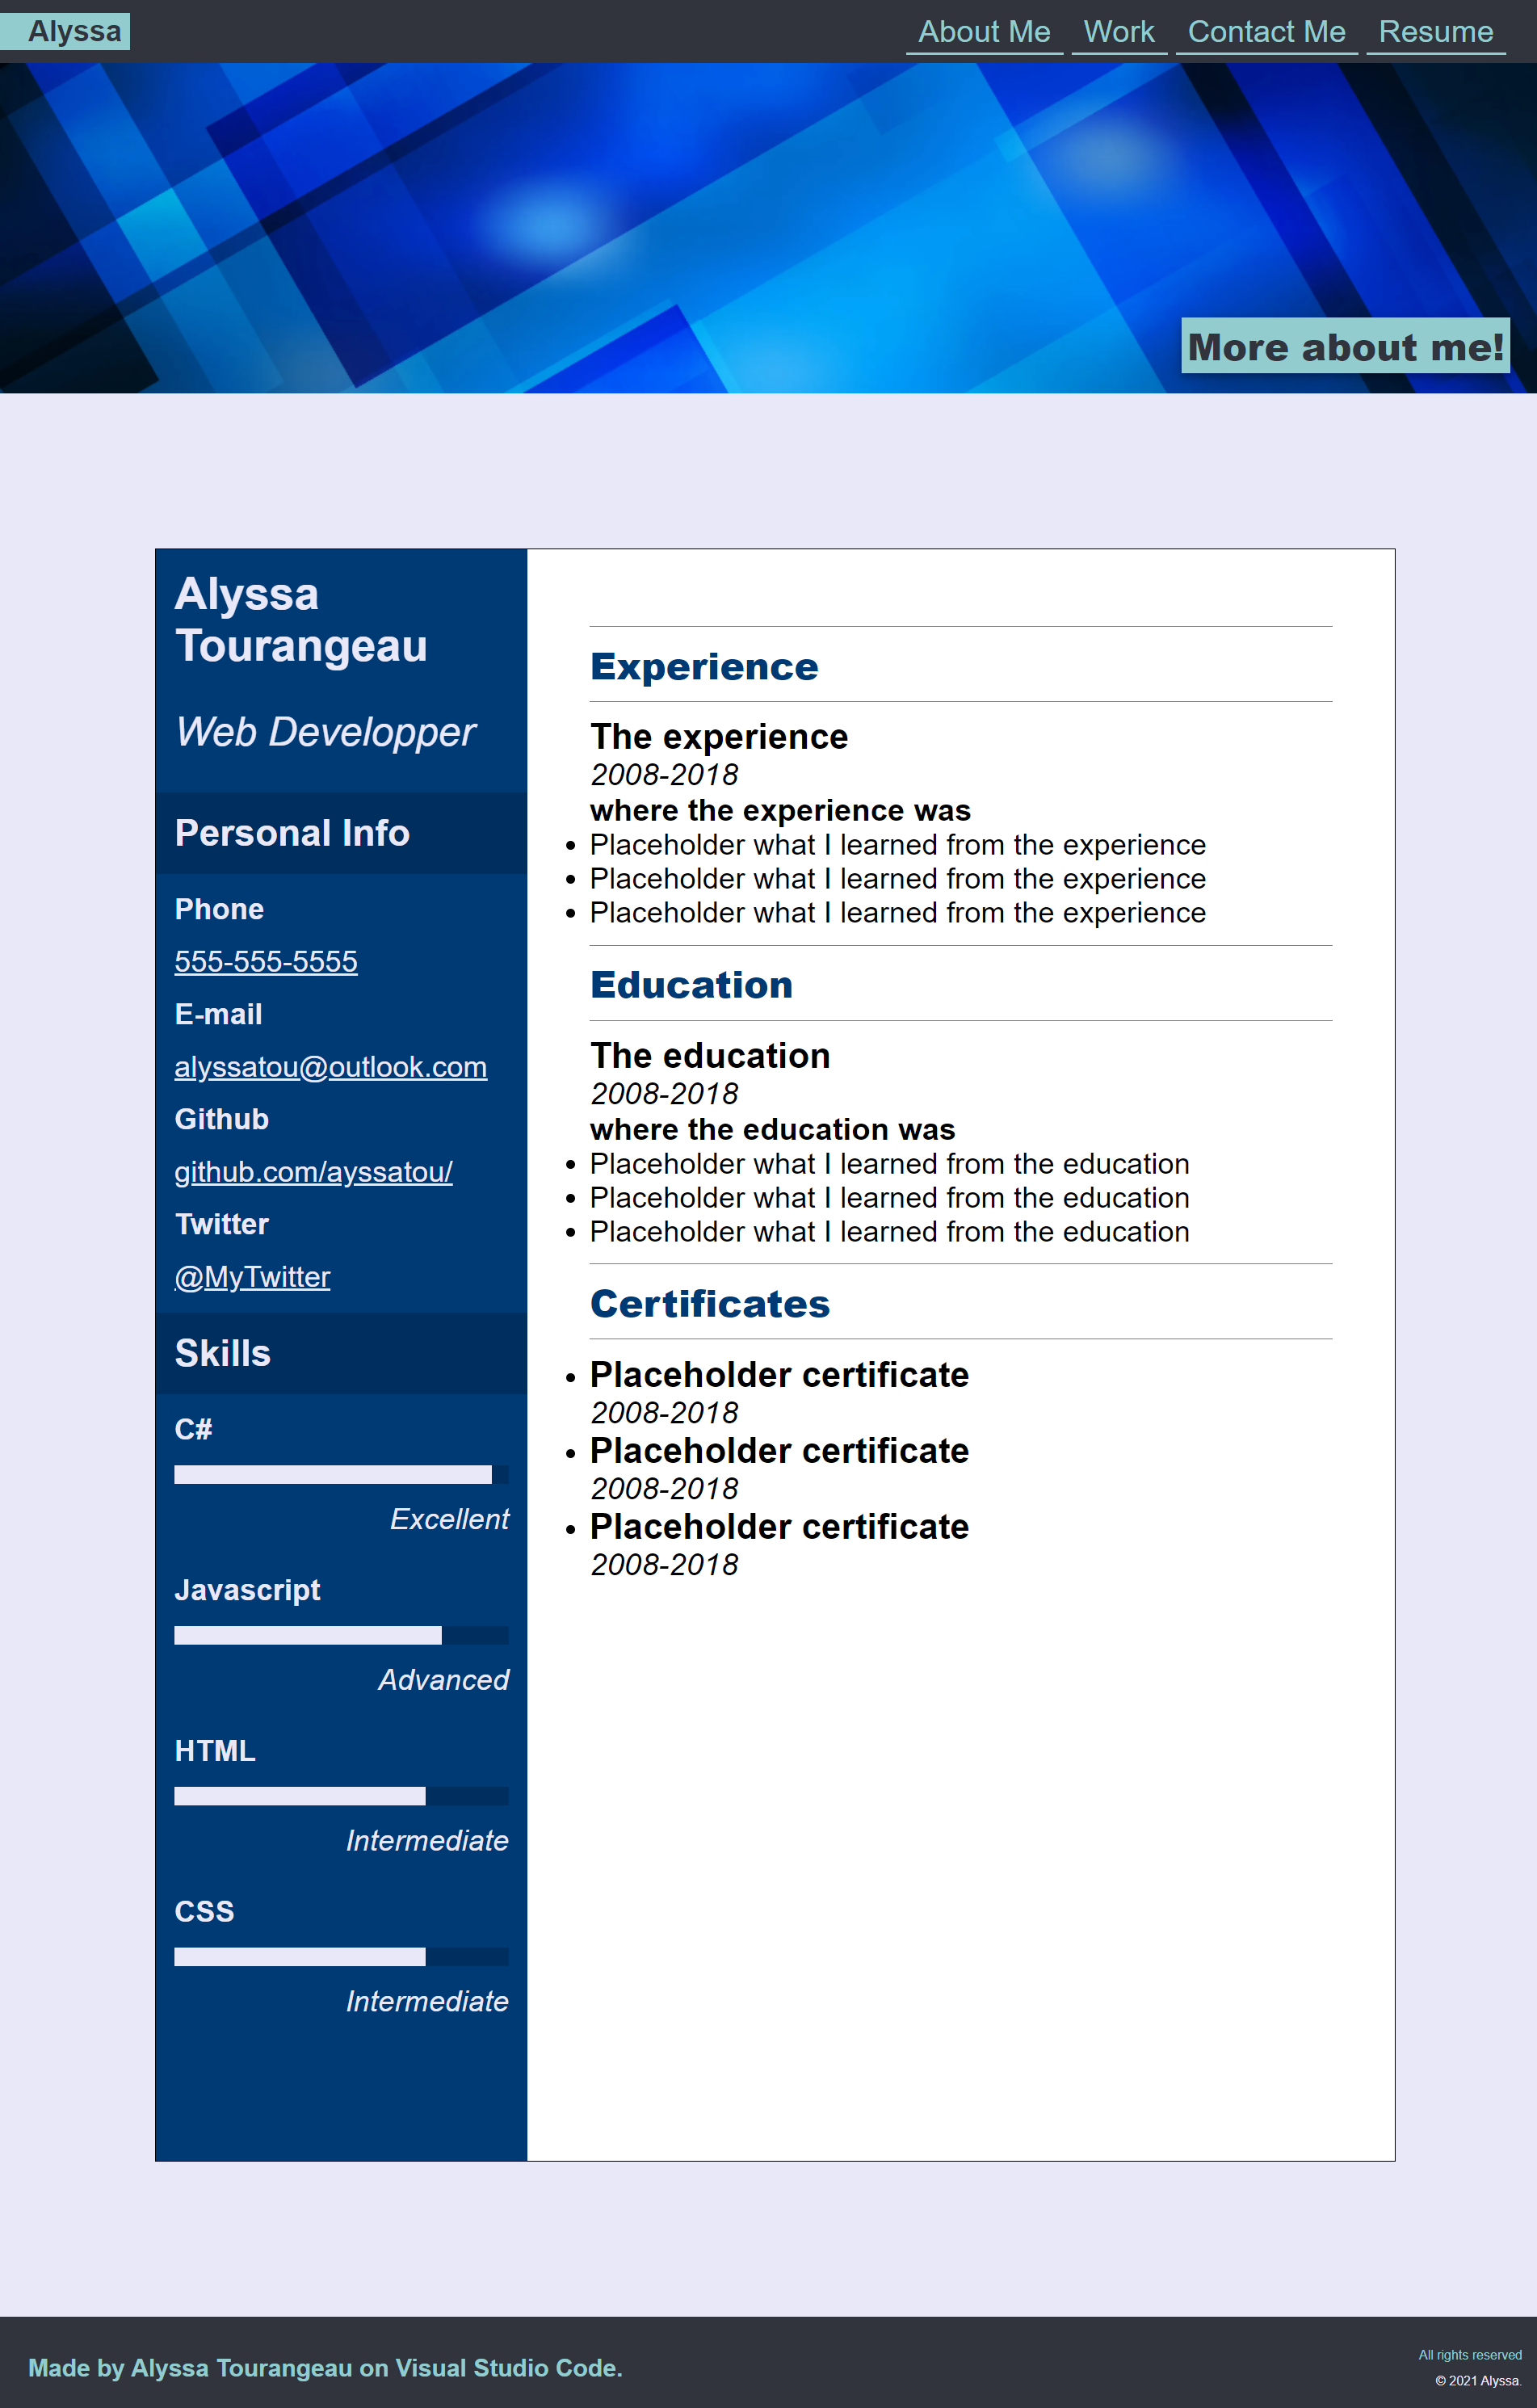 Alyssa
About Me Work Contact Me Resume
More about me!
Alyssa
Tourangeau
Web Developper
Personal Info
Phone
555-555-5555
E-mail
alyssatou@outlook.com
Github
github.com/ayssatou/
Twitter
@MyTwitter
Skills
C#
Excellent
Javascript
Advanced
HTML
Intermediate
CSS
Intermediate
Experience
The experience
2008-2018
where the experience was
Placeholder what I learned from the experience
Placeholder what I learned from the experience
Placeholder what I learned from the experience
Education
The education
2008-2018
where the education was
Placeholder what I learned from the education
Placeholder what I learned from the education
Placeholder what I learned from the education
Certificates
Placeholder certificate
2008-2018
Placeholder certificate
2008-2018
Placeholder certificate
2008-2018
Made by Alyssa Tourangeau on Visual Studio Code.
All rights reserved
© 2021 Alyssa.